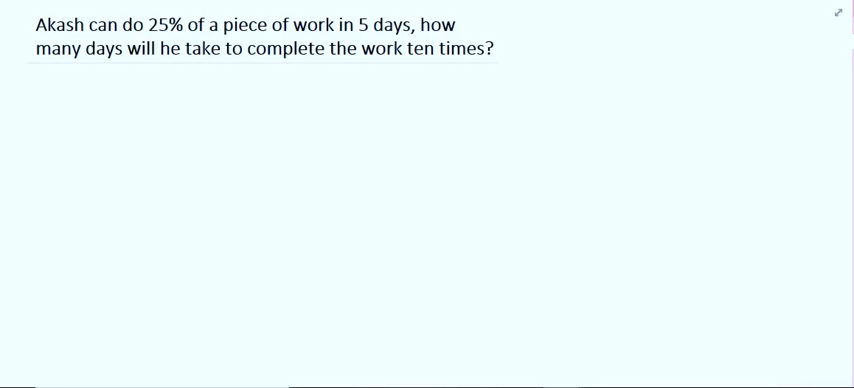 Akash can do 25% of a piece of work in 5 days, how
many days will he take to complete the work ten times?